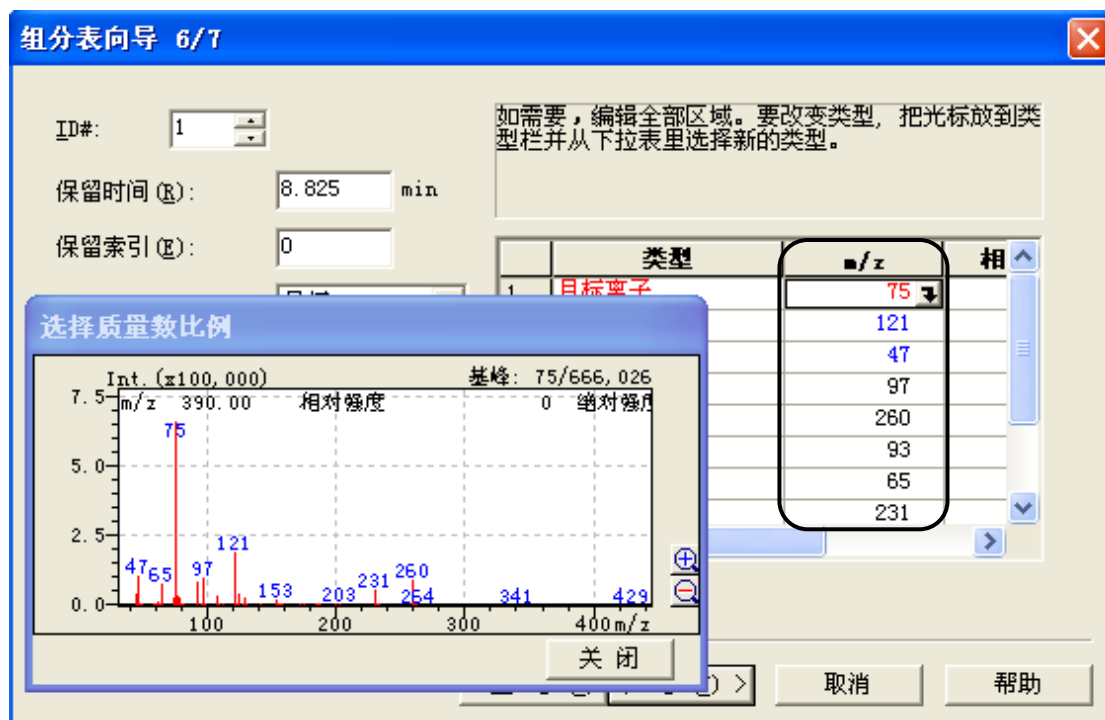 组分表向导 6/7
ID#: 1
如需要，编辑全部区域。要改变类型，把光标放到类
型栏并从下拉表里选择新的类型。
保留时间(R): 8.825 min
保留索引(E): 0
类型 m/z 相
1 目标离子 75
121
47
97
260
93
65
231
选择质量数比例
Int.(x100,000) 基峰: 75/666,026
7.5 m/z 390.00 相对强度 0 绝对强度
75
5.0
2.5
121
47 65 97 153 203 231 260 264 341 429
0.0
100 200 300 400 m/z
关 闭
> 取消 帮助